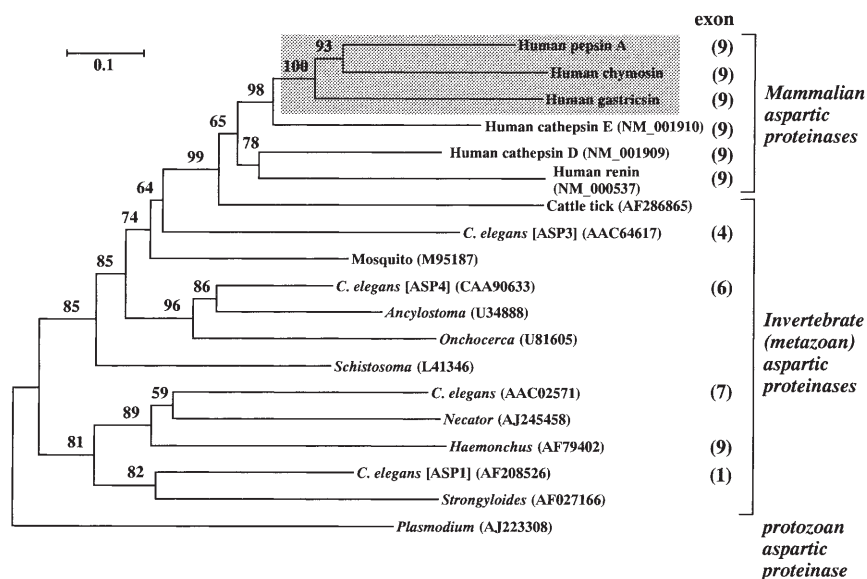 exon
0.1
93
Human pepsin A
(9)
100
Human chymosin
(9)
98
Human gastricsin
(9)
Mammalian
aspartic
proteinases
65
Human cathepsin E (NM_001910)
(9)
78
Human cathepsin D (NM_001909)
(9)
99
Human renin
(NM_000537)
(9)
64
Cattle tick (AF286865)
74
C. elegans [ASP3] (AAC64617)
(4)
85
Mosquito (M95187)
86
C. elegans [ASP4] (CAA90633)
(6)
96
Ancylostoma (U34888)
85
Onchocerca (U81605)
Invertebrate
(metazoan)
aspartic
proteinases
Schistosoma (L41346)
59
C. elegans (AAC02571)
(7)
89
Necator (AJ245458)
81
Haemonchus (AF79402)
(9)
82
C. elegans [ASP1] (AF208526)
(1)
Strongyloides (AF027166)
Plasmodium (AJ223308)
protozoan
aspartic
proteinase